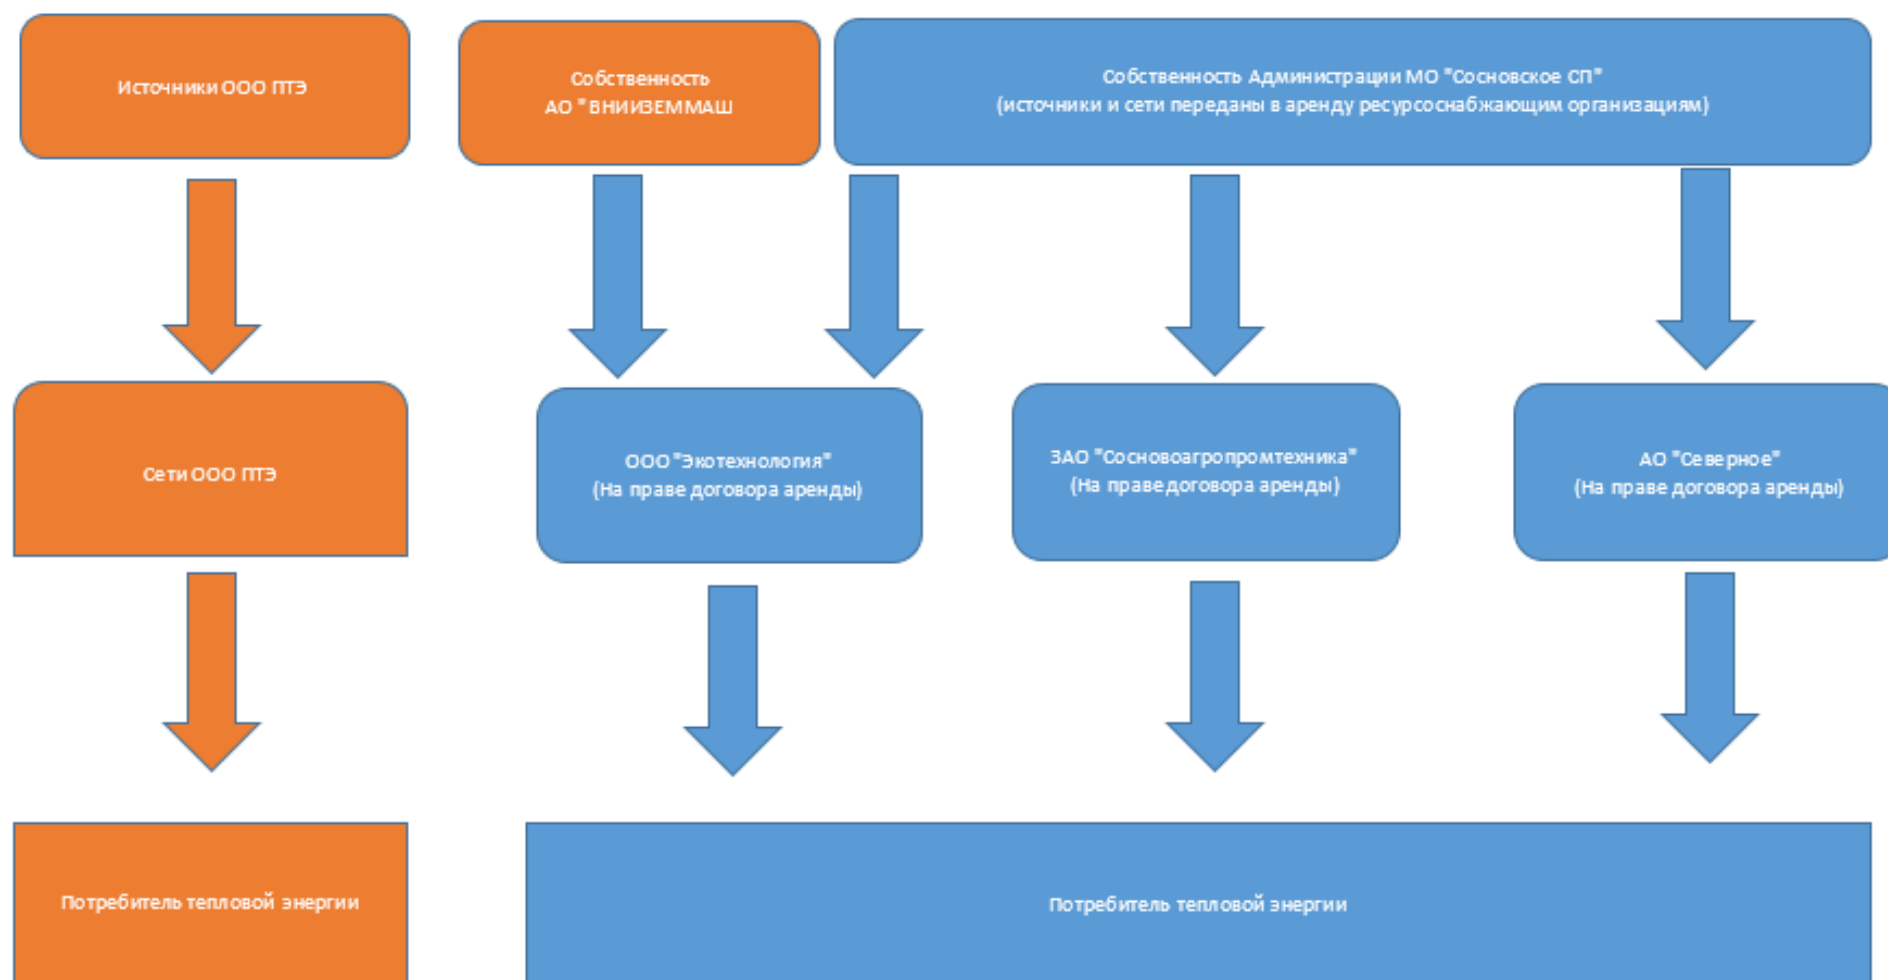 Источники ООО ПТЭ
Собственность
АО "ВНИИЗЕММАШ
Собственность Администрации МО "Сосновское СП"
(источники и сети переданы в аренду ресурсоснабжающим организациям)
Сети ООО ПТЭ
ООО "Экотехнология"
(На праве договора аренды)
ЗАО "Сосновоагропромтехника"
(На праве договора аренды)
АО "Северное"
(На праве договора аренды)
Потребитель тепловой энергии
Потребитель тепловой энергии